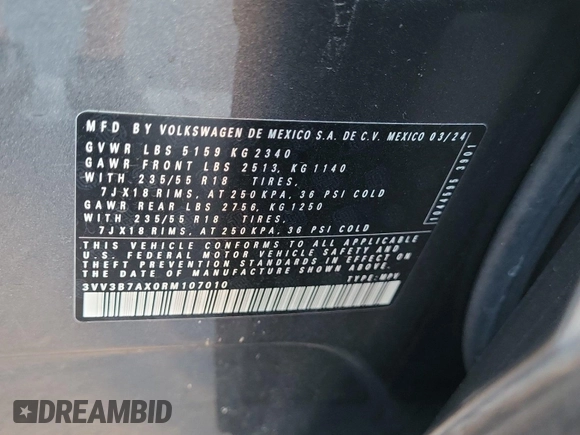 MFD BY VOLKSWAGEN DE MEXICO S.A. DE C.V. MEXICO 03/24
GVWR LBS 5159 KG 2340
GAWR FRONT LBS 2513, KG 1140
WITH 235/55 R18 TIRES,
7JX18 RIMS, AT 250 KPA, 36 PSI COLD
GAWR REAR LBS 2756, KG 1250
WITH 235/55 R18 TIRES,
7JX18 RIMS, AT 250 KPA, 36 PSI COLD
THIS VEHICLE CONFORMS TO ALL APPLICABLE
U.S. FEDERAL MOTOR VEHICLE SAFETY AND
THEFT PREVENTION STANDARDS IN EFFECT ON
THE DATE OF MANUFACTURE SHOWN ABOVE.
3VV3B7AX0RM107010 TYPE: MPV
DREAMBID